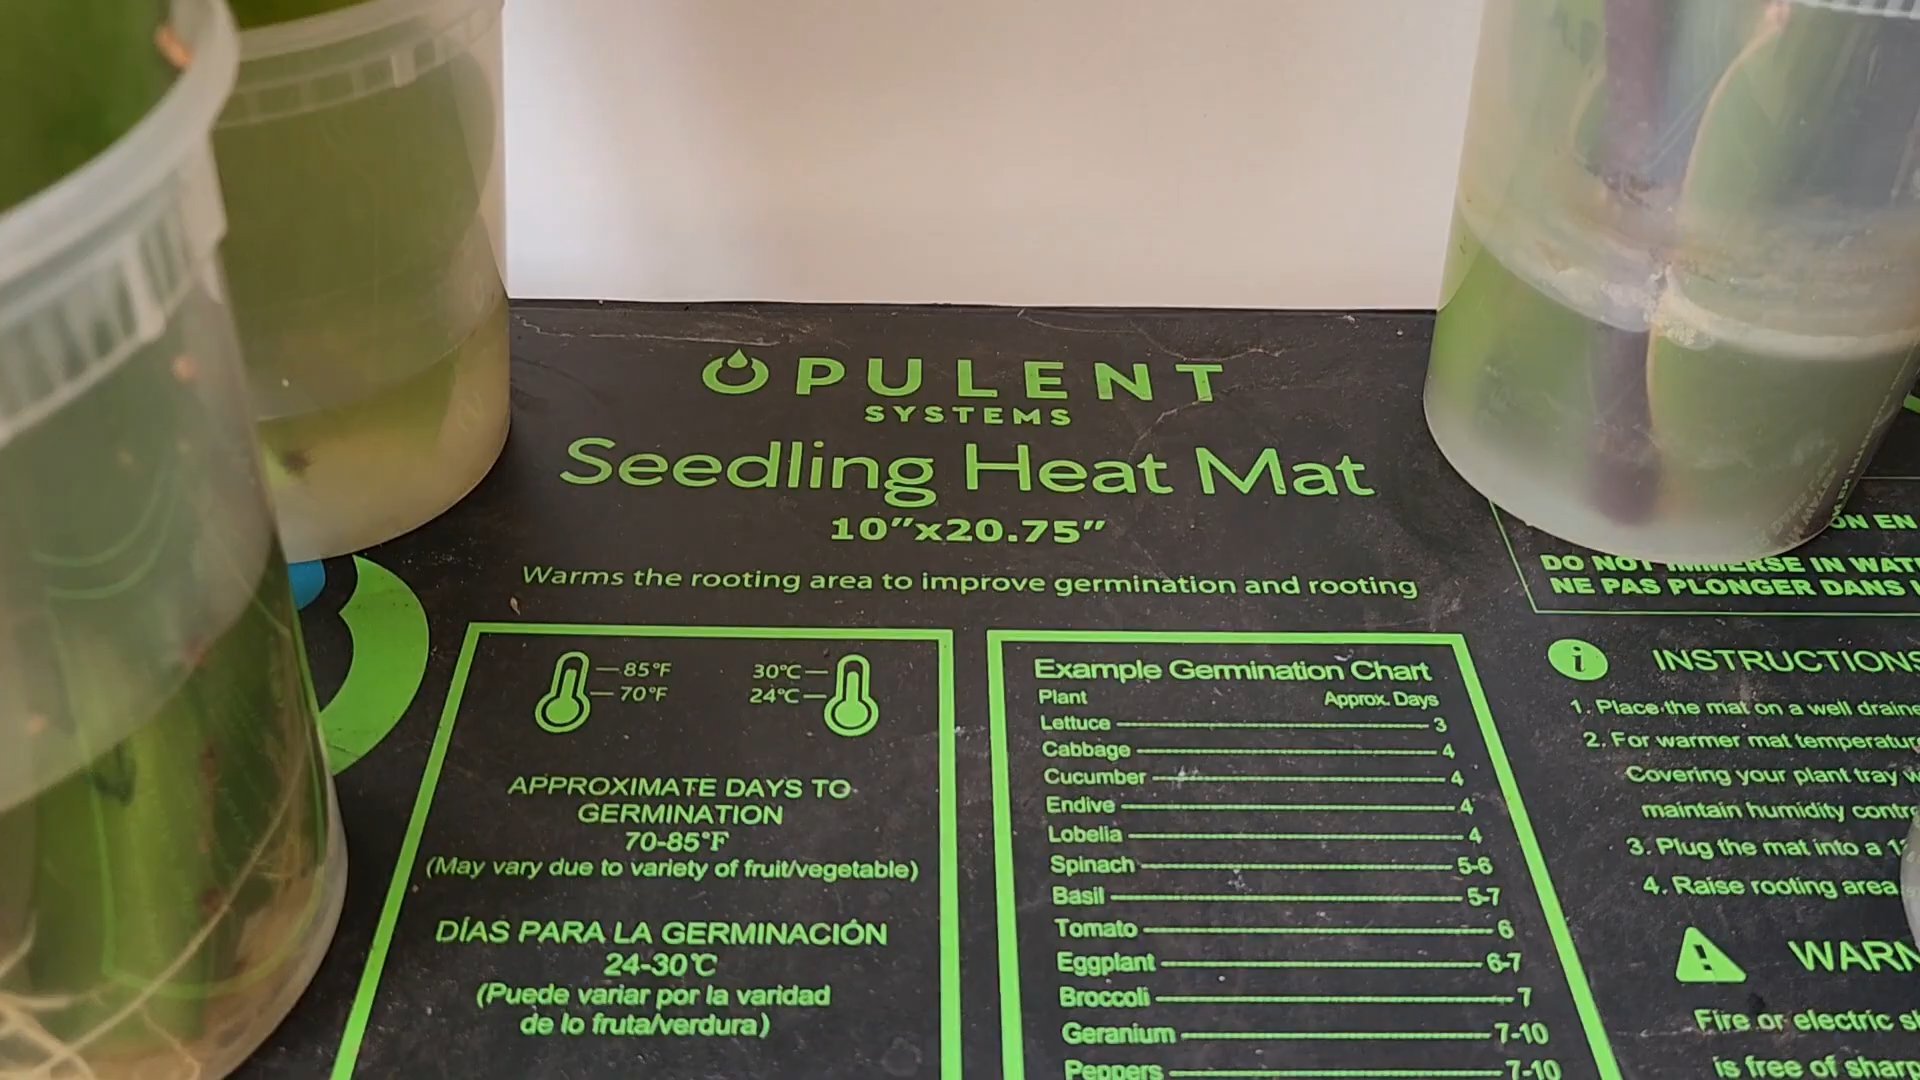 OPULENT
SYSTEMS
Seedling Heat Mat
10"x20.75"
Warms the rooting area to improve germination and rooting
85°F
70°F
30°C
24°C
APPROXIMATE DAYS TO
GERMINATION
70-85°F
(May vary due to variety of fruit/vegetable)
DÍAS PARA LA GERMINACIÓN
24-30°C
(Puede variar por la varidad
de lo fruta/verdura)
Example Germination Chart
Plant Approx. Days
Lettuce 3
Cabbage 4
Cucumber 4
Endive 4
Lobelia 4
Spinach 5-6
Basil 5-7
Tomato 6
Eggplant 6-7
Broccoli 7
Geranium 7-10
Peppers 7-10
EN
DO NOT IMMERSE IN
NE PAS PLONGER DANS
INSTRUCTIONS
1. Place the mat on a well
2. For warmer mat
Covering your plant tray
maintain humidity
3. Plug the mat into a
4. Raise rooting area
Fire or electric
is free of